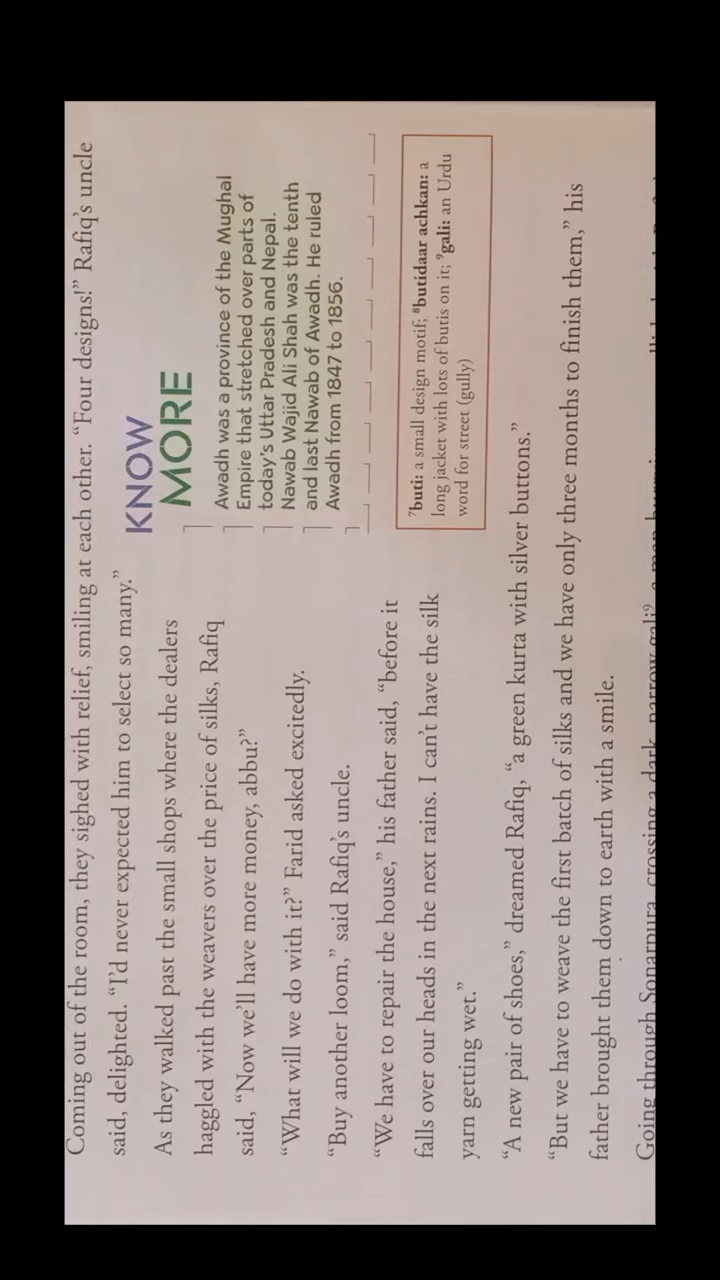 Coming out of the room, they sighed with relief, smiling at each other. “Four designs!” Rafiq’s uncle
said, delighted. “I’d never expected him to select so many.”
As they walked past the small shops where the dealers
haggled with the weavers over the price of silks, Rafiq
said, “Now we’ll have more money, abbu?”
“What will we do with it?” Farid asked excitedly.
“Buy another loom,” said Rafiq’s uncle.
“We have to repair the house,” his father said, “before it
falls over our heads in the next rains. I can’t have the silk
yarn getting wet.”
KNOW
MORE
Awadh was a province of the Mughal
Empire that stretched over parts of
today’s Uttar Pradesh and Nepal.
Nawab Wajid Ali Shah was the tenth
and last Nawab of Awadh. He ruled
Awadh from 1847 to 1856.
⁷buti: a small design motif; ⁸butidaar achkan: a
long jacket with lots of butis on it; ⁹gali: an Urdu
word for street (gully)
“A new pair of shoes,” dreamed Rafiq, “a green kurta with silver buttons.”
“But we have to weave the first batch of silks and we have only three months to finish them,” his
father brought them down to earth with a smile.
Going through Sonarpura, crossing a dark, narrow gali⁹, a man